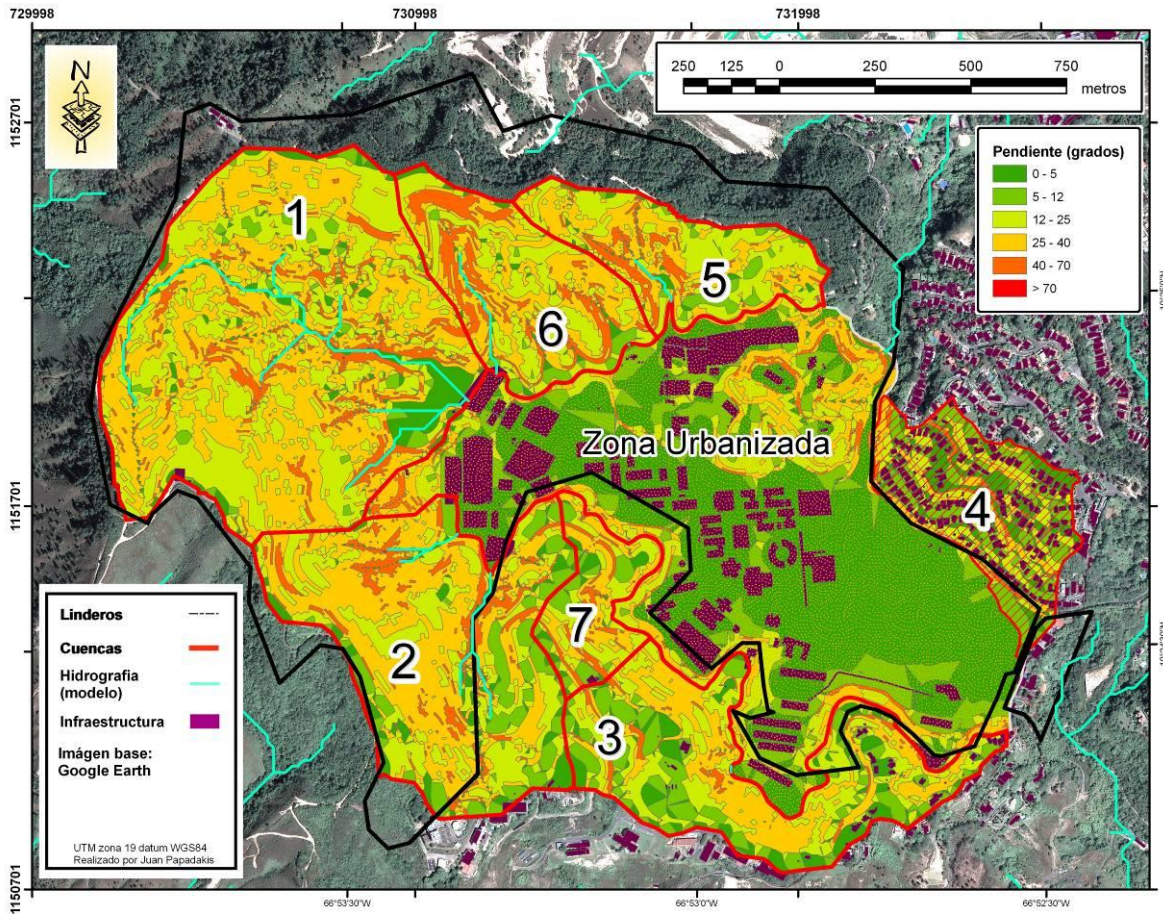 729998
730998
731998
N
250 125 0 250 500 750
metros
1152701
1151701
1150701
Pendiente (grados)
0 - 5
5 - 12
12 - 25
25 - 40
40 - 70
> 70
1
5
6
Zona Urbanizada
4
7
2
3
Linderos
Cuencas
Hidrografia
(modelo)
Infraestructura
Imágen base:
Google Earth
UTM zona 19 datum WGS84
Realizado por Juan Papadakis
66°53'30"W
66°53'0"W
66°52'30"W